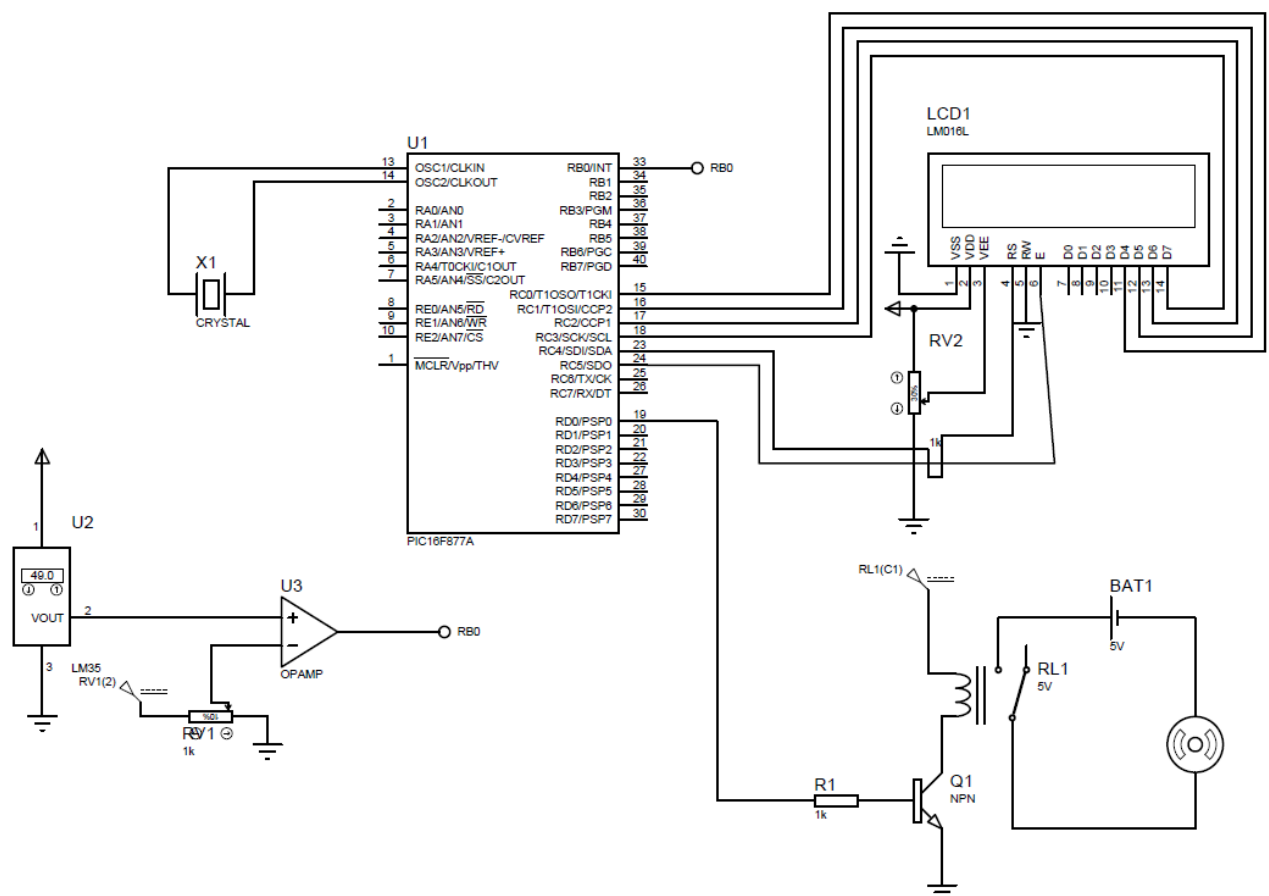 LCD1
LM016L
VSS
VDD
VEE
RS
RW
E
D0
D1
D2
D3
D4
D5
D6
D7
1
2
3
4
5
6
7
8
9
10
11
12
13
14
U1
13 OSC1/CLKIN
14 OSC2/CLKOUT
2 RA0/AN0
3 RA1/AN1
4 RA2/AN2/VREF-/CVREF
5 RA3/AN3/VREF+
6 RA4/T0CKI/C1OUT
7 RA5/AN4/SS/C2OUT
8 RE0/AN5/RD
9 RE1/AN6/WR
10 RE2/AN7/CS
1 MCLR/Vpp/THV
RB0/INT 33
RB1 34
RB2 35
RB3/PGM 36
RB4 37
RB5 38
RB6/PGC 39
RB7/PGD 40
RC0/T1OSO/T1CKI 15
RC1/T1OSI/CCP2 16
RC2/CCP1 17
RC3/SCK/SCL 18
RC4/SDI/SDA 23
RC5/SDO 24
RC6/TX/CK 25
RC7/RX/DT 26
RD0/PSP0 19
RD1/PSP1 20
RD2/PSP2 21
RD3/PSP3 22
RD4/PSP4 27
RD5/PSP5 28
RD6/PSP6 29
RD7/PSP7 30
PIC16F877A
RB0
X1
CRYSTAL
RV2
30%
1k
U2
1
49.0
VOUT
2
3
LM35
U3
+
−
OPAMP
RB0
RV1(2)
10%
RV1
1k
RL1(C1)
BAT1
5V
RL1
5V
R1
1k
Q1
NPN